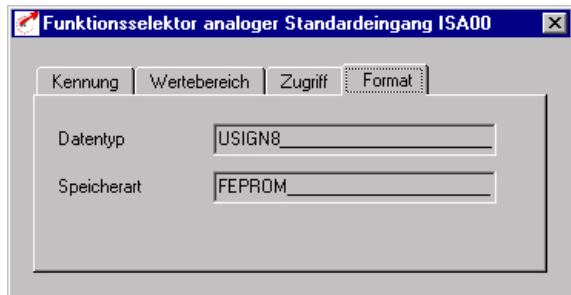 Funktionsselektor analoger Standardeingang ISA00
Kennung Wertebereich Zugriff Format
Datentyp USIGN8
Speicherart FEPROM